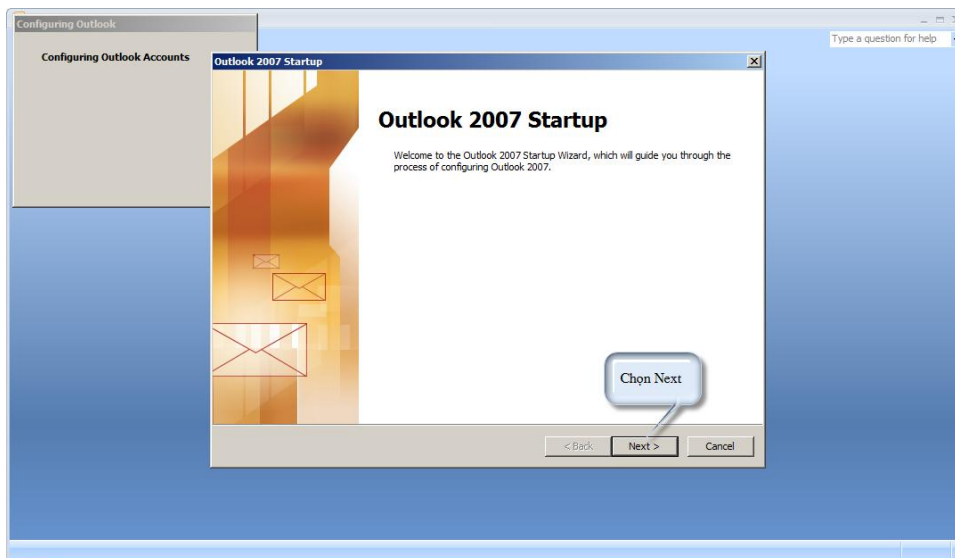 Configuring Outlook
Type a question for help
Configuring Outlook Accounts
Outlook 2007 Startup
Outlook 2007 Startup
Welcome to the Outlook 2007 Startup Wizard, which will guide you through the
process of configuring Outlook 2007.
Chọn Next
< Back
Next >
Cancel